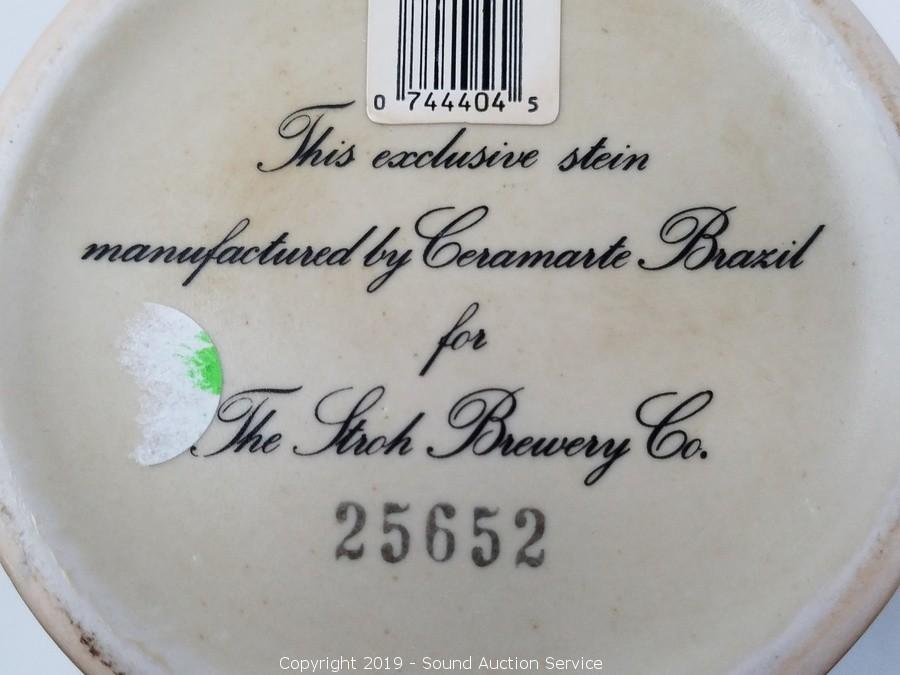 0 744404 5
This exclusive stein
manufactured by Ceramarte Brazil
for
The Stroh Brewery Co.
25652
Copyright 2019 - Sound Auction Service